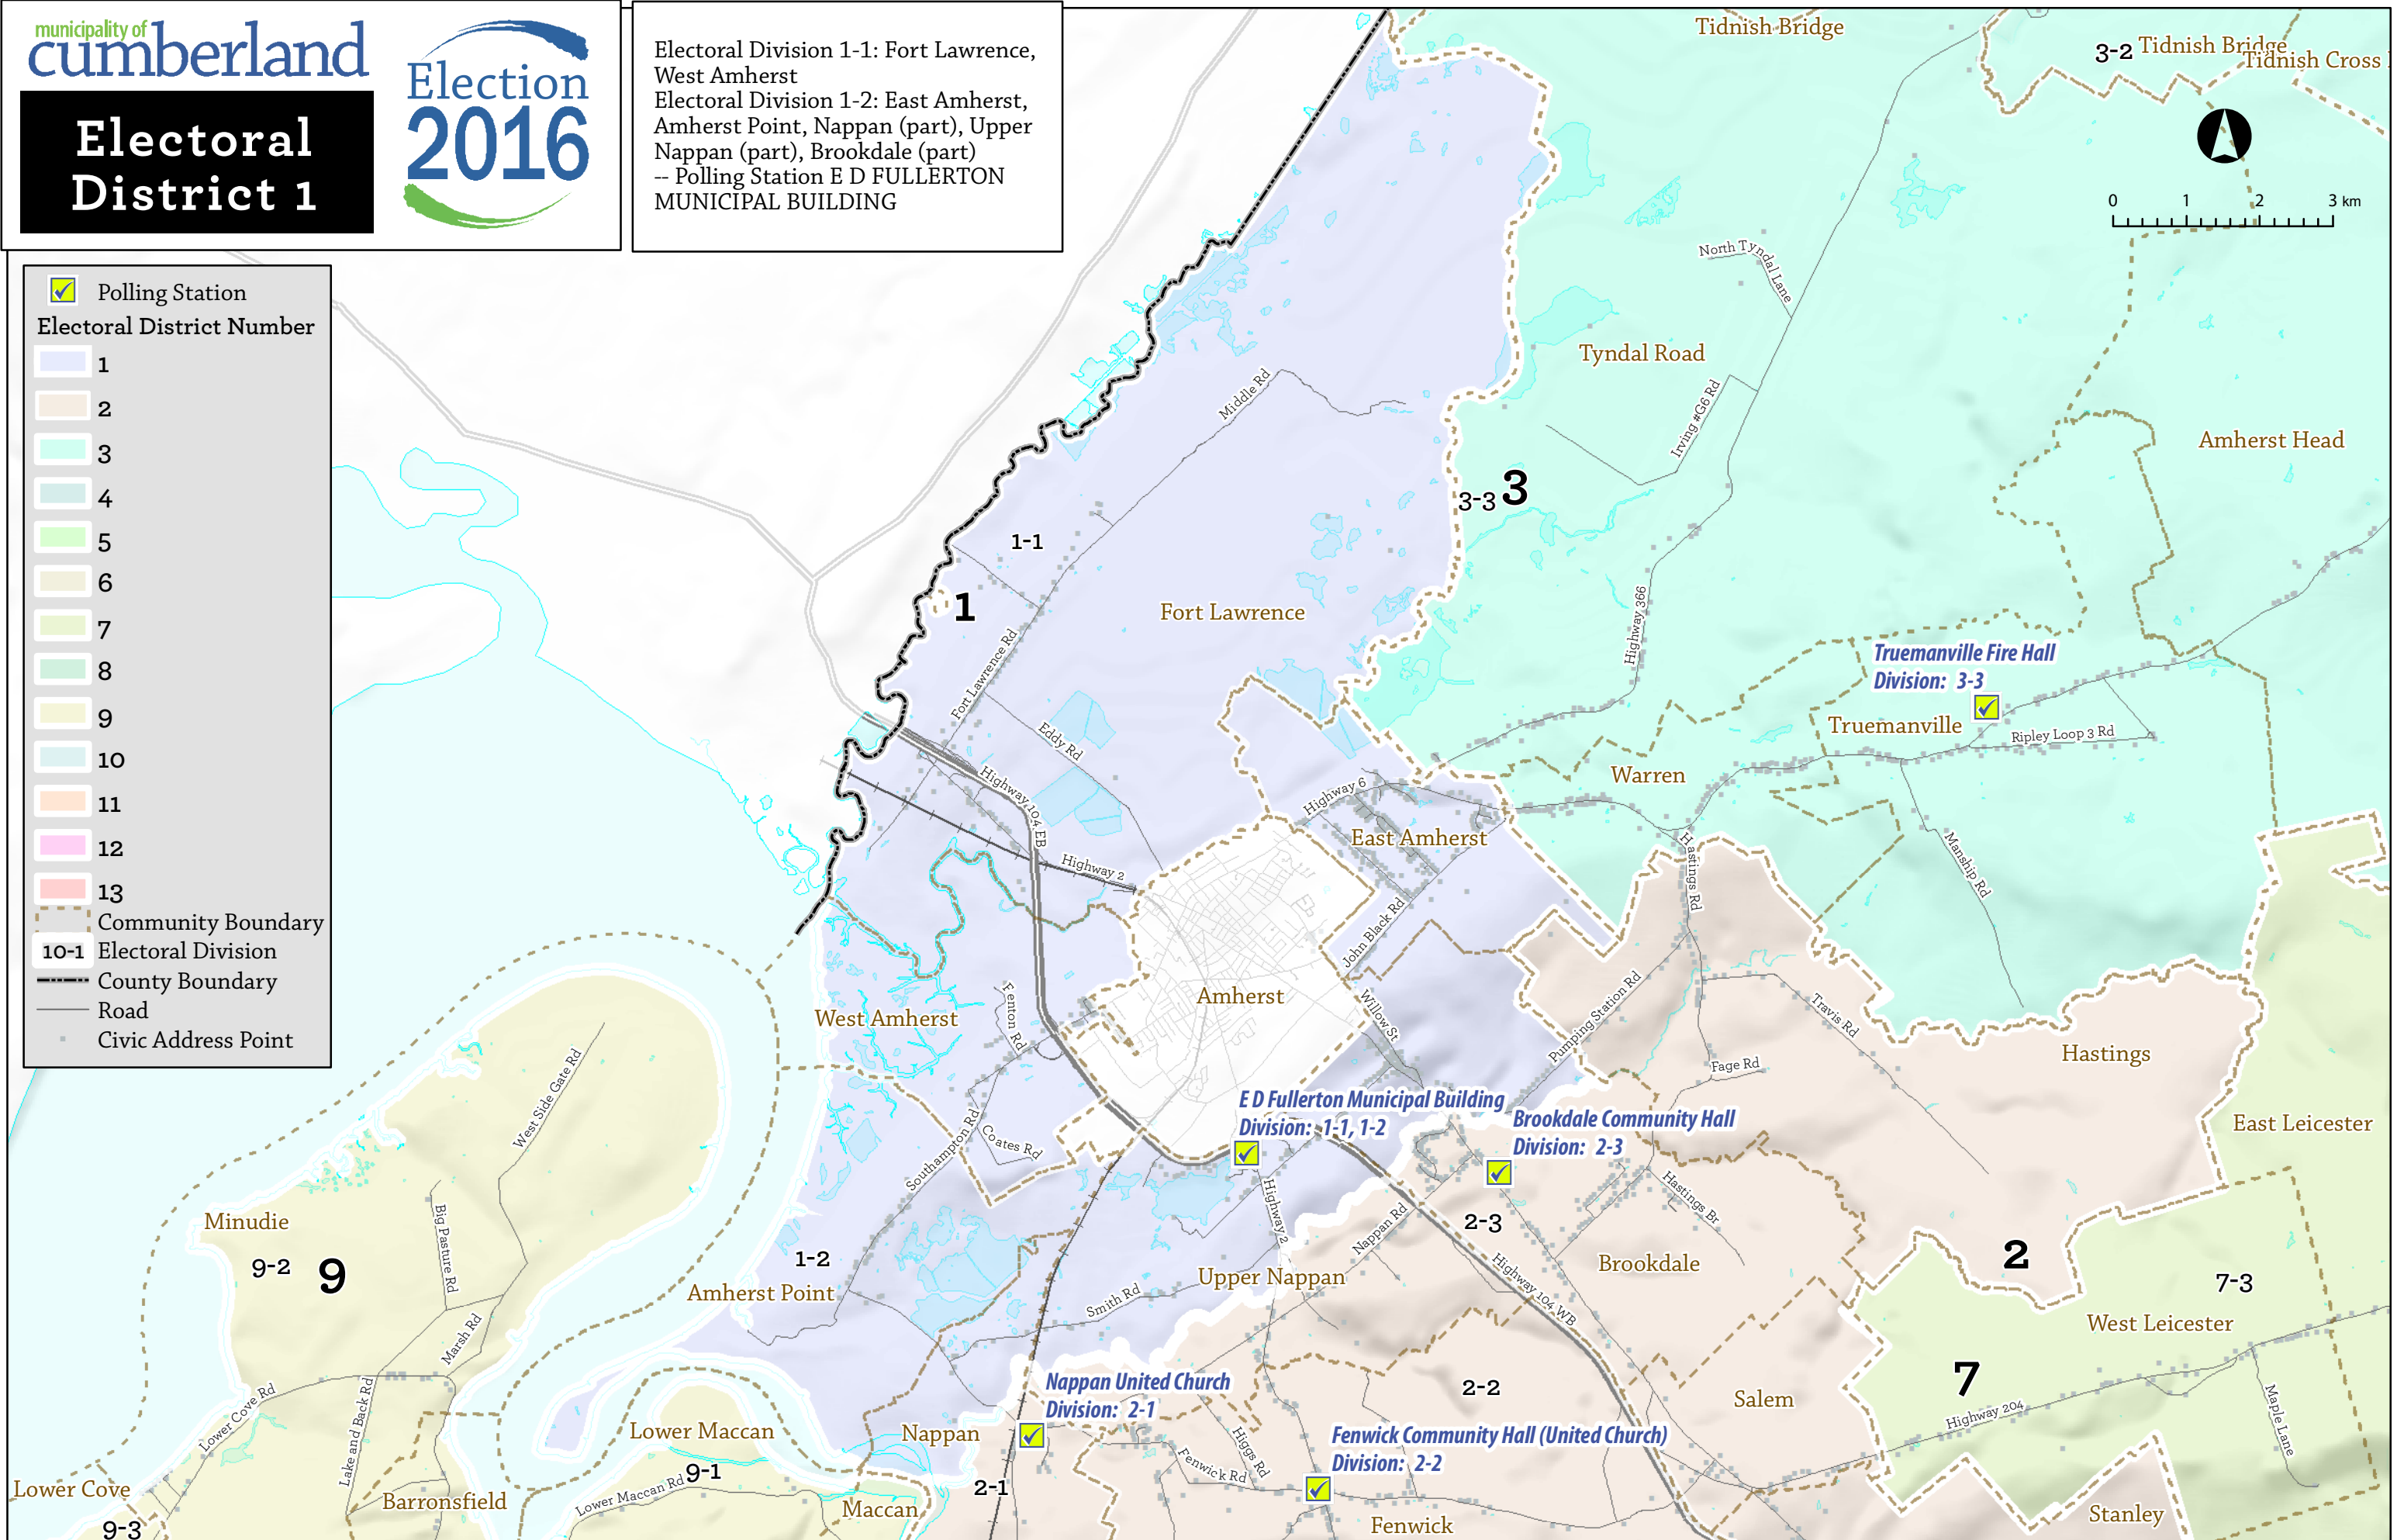 municipality of
cumberland
Electoral
District 1
Election
2016
Electoral Division 1-1: Fort Lawrence,
West Amherst
Electoral Division 1-2: East Amherst,
Amherst Point, Nappan (part), Upper
Nappan (part), Brookdale (part)
-- Polling Station E D FULLERTON
MUNICIPAL BUILDING
Polling Station
Electoral District Number
1
2
3
4
5
6
7
8
9
10
11
12
13
Community Boundary
10-1 Electoral Division
County Boundary
Road
Civic Address Point
Tidnish Bridge
3-2 Tidnish Bridge
Tidnish Cross
0 1 2 3 km
North Tyndal Lane
Tyndal Road
Middle Rd
Irving #G6 Rd
Amherst Head
3-3 3
1-1
1
Fort Lawrence
Highway 366
Fort Lawrence Rd
Truemanville Fire Hall
Division: 3-3
Truemanville
Ripley Loop 3 Rd
Eddy Rd
Warren
Highway 104 EB
Highway 6
East Amherst
Hastings Rd
Manship Rd
Highway 2
John Black Rd
Amherst
West Amherst
Fenton Rd
Willow St
Pumping Station Rd
Travis Rd
Hastings
Fage Rd
West Side Gate Rd
E D Fullerton Municipal Building
Division: 1-1, 1-2
Brookdale Community Hall
Division: 2-3
East Leicester
Southampton Rd
Coates Rd
Minudie
9-2 9
Big Pasture Rd
Highway 2
Nappan Rd
2-3
Hastings Br
Brookdale
2
7-3
1-2
Amherst Point
Upper Nappan
Smith Rd
Highway 104 WB
West Leicester
Marsh Rd
7
Nappan United Church
Division: 2-1
2-2
Salem
Highway 204
Maple Lane
Lower Cove Rd
Lake and Back Rd
Lower Maccan
Nappan
Fenwick Community Hall (United Church)
Division: 2-2
Higgs Rd
Fenwick Rd
9-1
Lower Maccan Rd
2-1
Lower Cove
Barronsfield
Maccan
Stanley
9-3
Fenwick